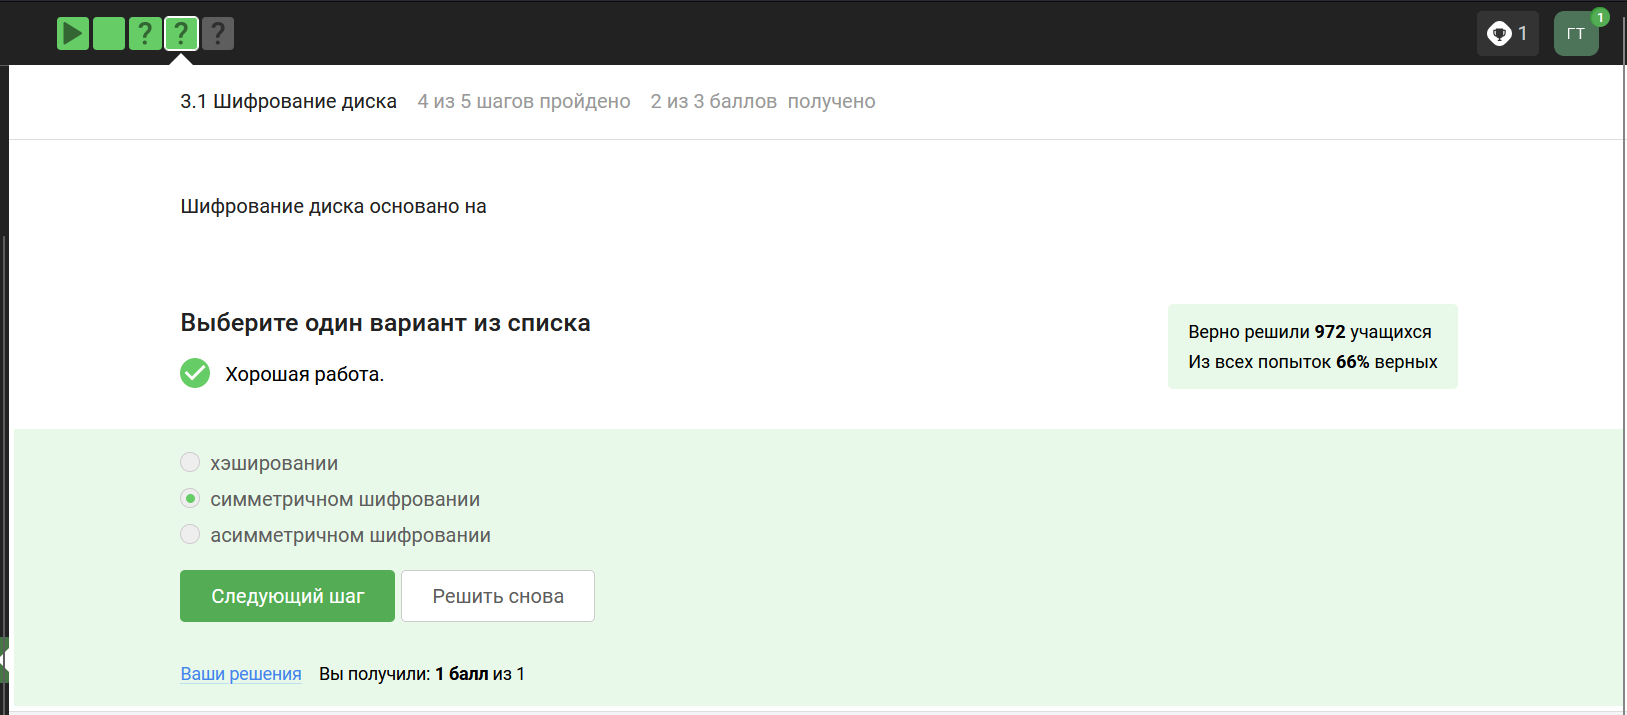 ? ? ?
1
ГТ
1
3.1 Шифрование диска 4 из 5 шагов пройдено 2 из 3 баллов получено
Шифрование диска основано на
Выберите один вариант из списка
Хорошая работа.
Верно решили 972 учащихся
Из всех попыток 66% верных
хэшировании
симметричном шифровании
асимметричном шифровании
Следующий шаг
Решить снова
Ваши решения Вы получили: 1 балл из 1